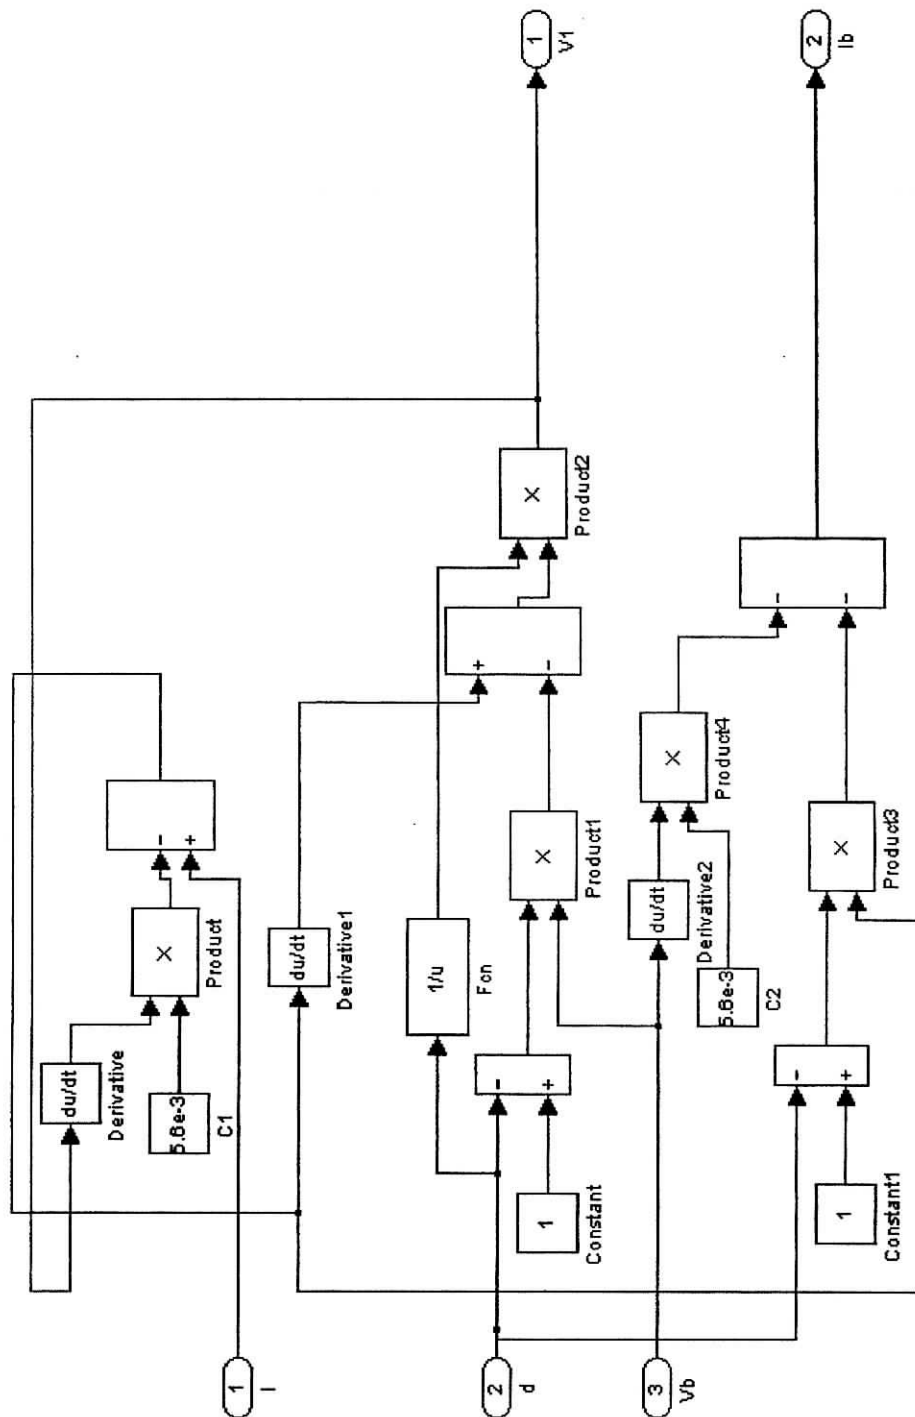 1
V1
2
Ib
×
Product2
-
-
+
-
-
+
×
Product
×
Product4
×
Product1
×
Product3
du/dt
Derivative
5.6e-3
C1
du/dt
Derivative1
1/u
Fcn
du/dt
Derivative2
5.6e-3
C2
-
+
-
+
1
Constant
1
Constant1
1
I
2
d
3
Vb